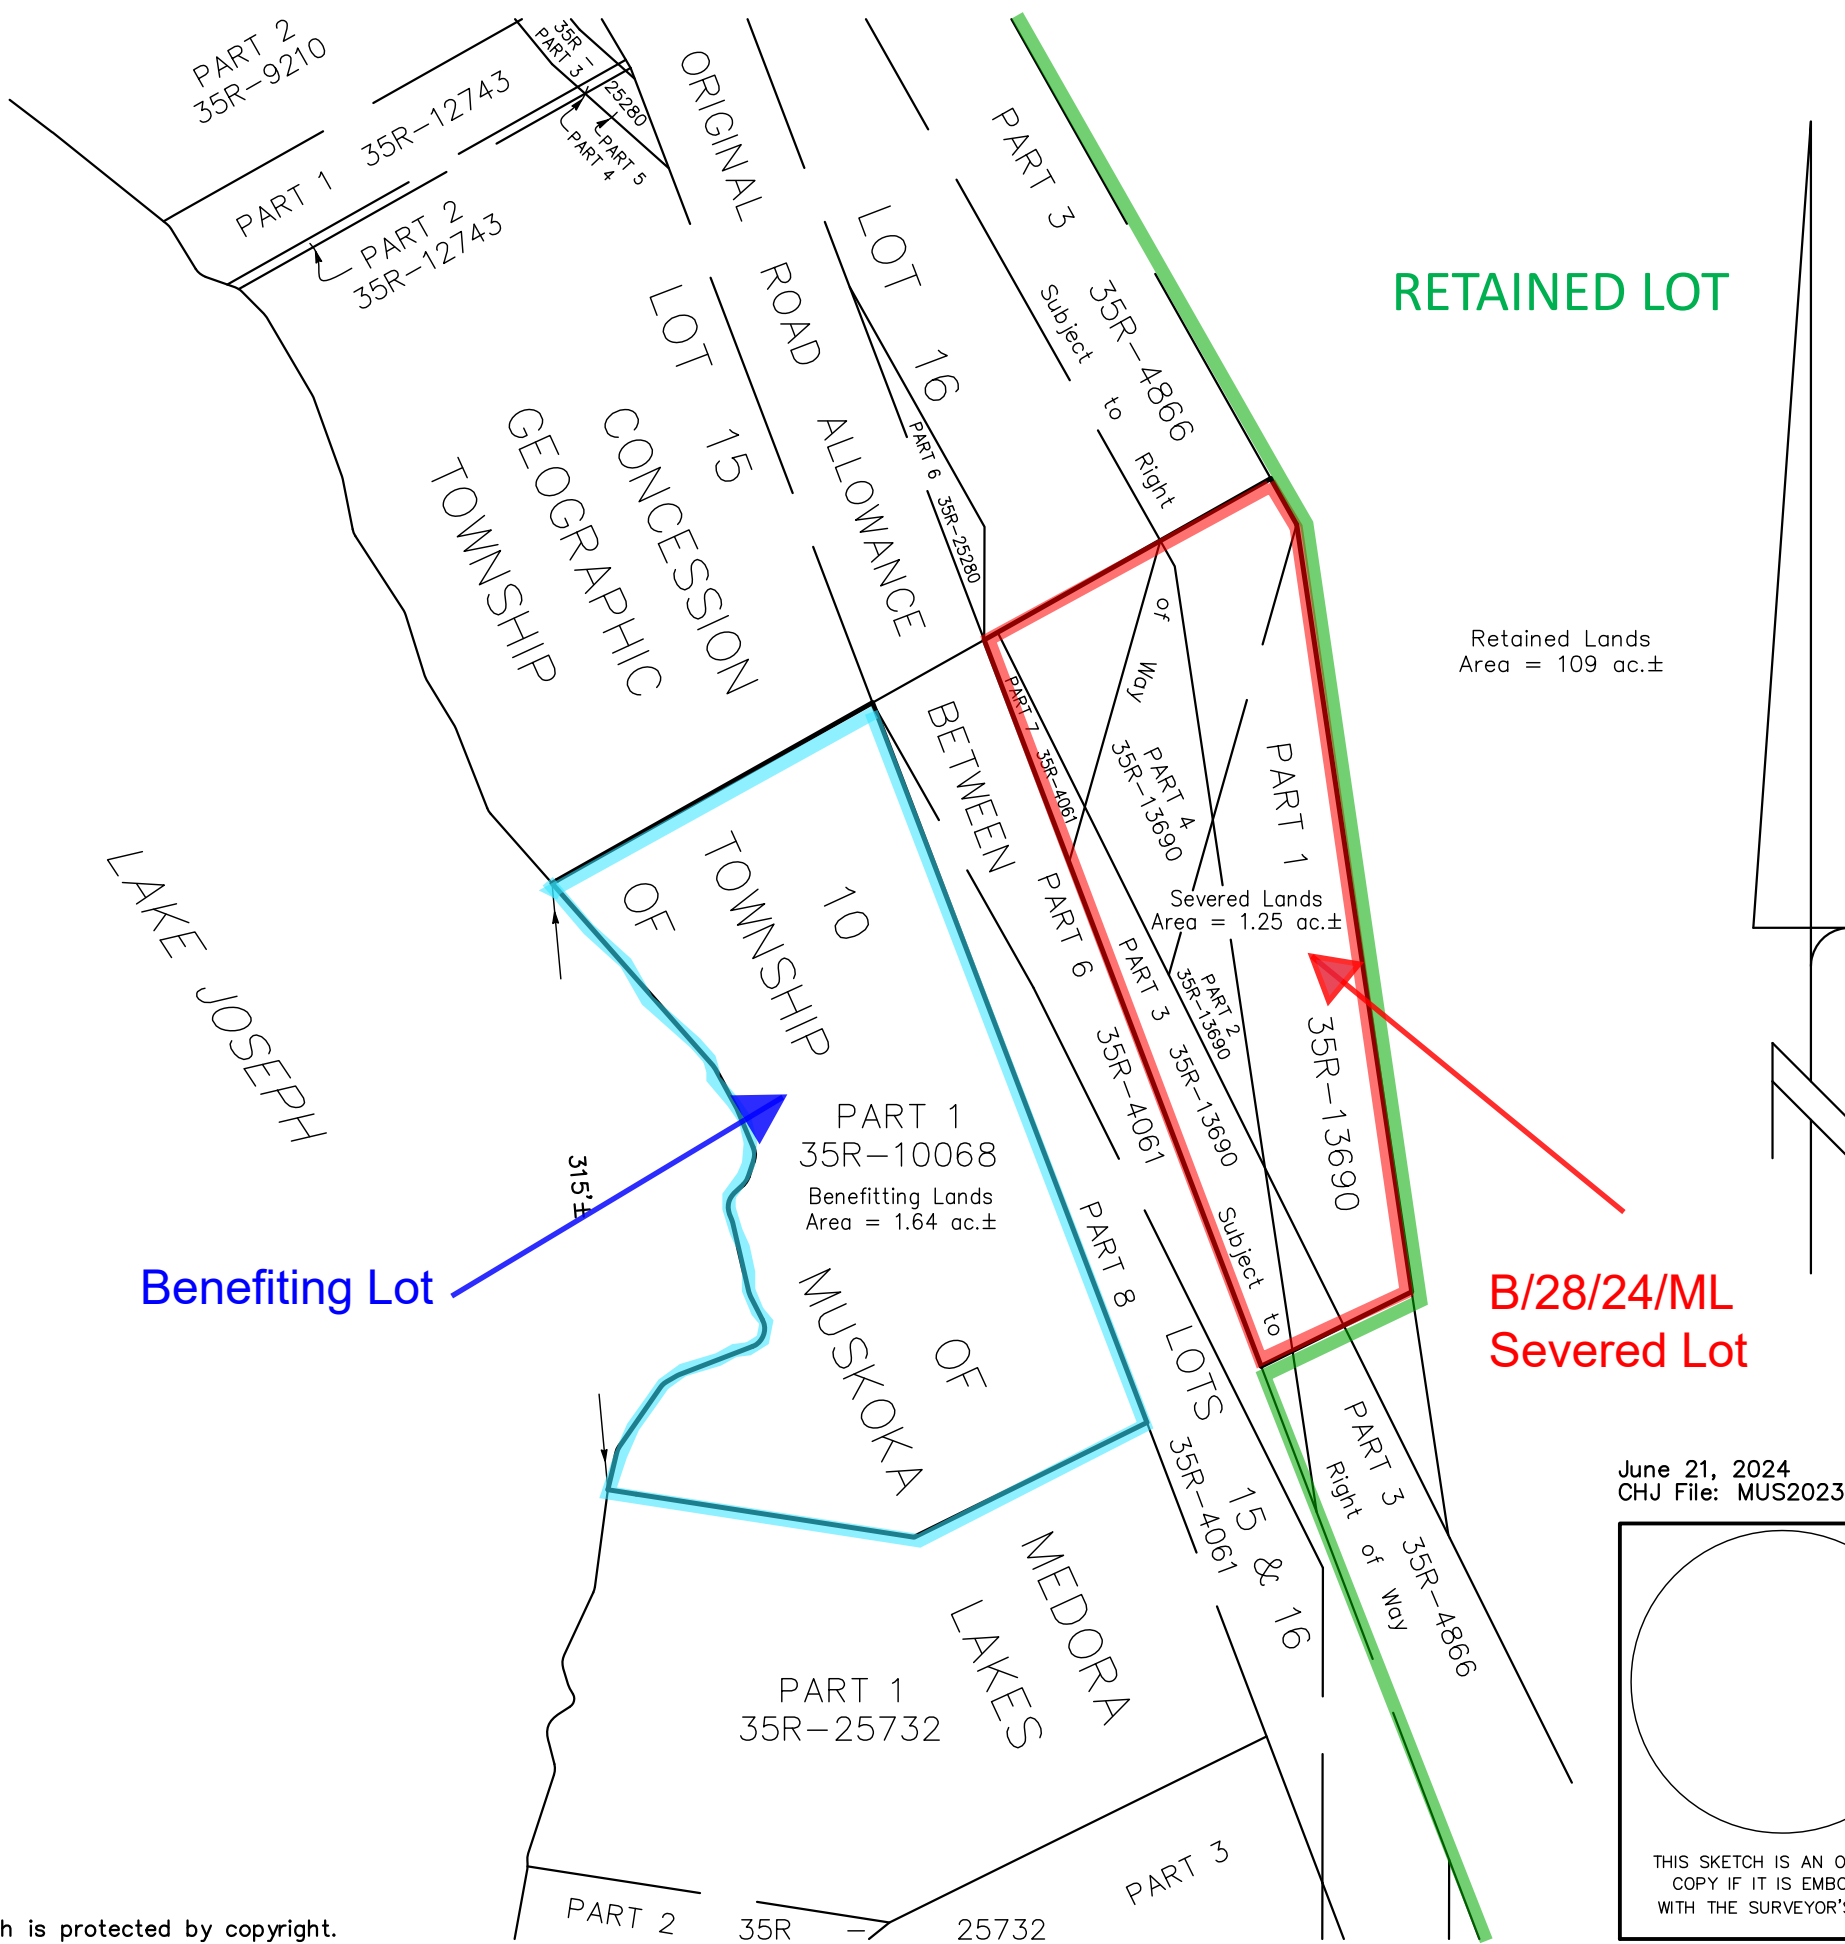 PART 2
35R-9210
35R-12743
PART 1
PART 2
35R-12743
35R -
PART 3
25280
PART 4
PART 5
ORIGINAL ROAD ALLOWANCE
BETWEEN
LOTS 15 & 16
LOT 16
LOT 15
CONCESSION 10
GEOGRAPHIC TOWNSHIP OF MEDORA
TOWNSHIP OF MUSKOKA LAKES
PART 3 35R-4866
Subject to Right of Way
PART 6 35R-25280
RETAINED LOT
Retained Lands
Area = 109 ac.±
PART 7 35R-4061
PART 4
35R-13690
PART 1 35R-13690
Severed Lands
Area = 1.25 ac.±
PART 2
35R-13690
PART 3 35R-13690
PART 6 35R-4061
PART 8 35R-4061
Subject to
Right of Way
PART 3 35R-4866
LAKE JOSEPH
315'±
PART 1
35R-10068
Benefitting Lands
Area = 1.64 ac.±
Benefiting Lot
B/28/24/ML
Severed Lot
PART 1
35R-25732
PART 2 35R - 25732
PART 3
June 21, 2024
CHJ File: MUS2023
THIS SKETCH IS AN O
COPY IF IT IS EMBO
WITH THE SURVEYOR'S
h is protected by copyright.